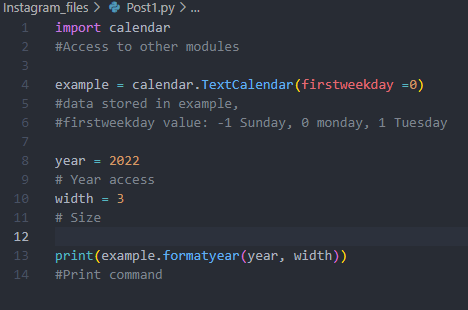 Instagram_files > Post1.py > ...
1 import calendar
2 #Access to other modules
3
4 example = calendar.TextCalendar(firstweekday =0)
5 #data stored in example,
6 #firstweekday value: -1 Sunday, 0 monday, 1 Tuesday
7
8 year = 2022
9 # Year access
10 width = 3
11 # Size
12
13 print(example.formatyear(year, width))
14 #Print command